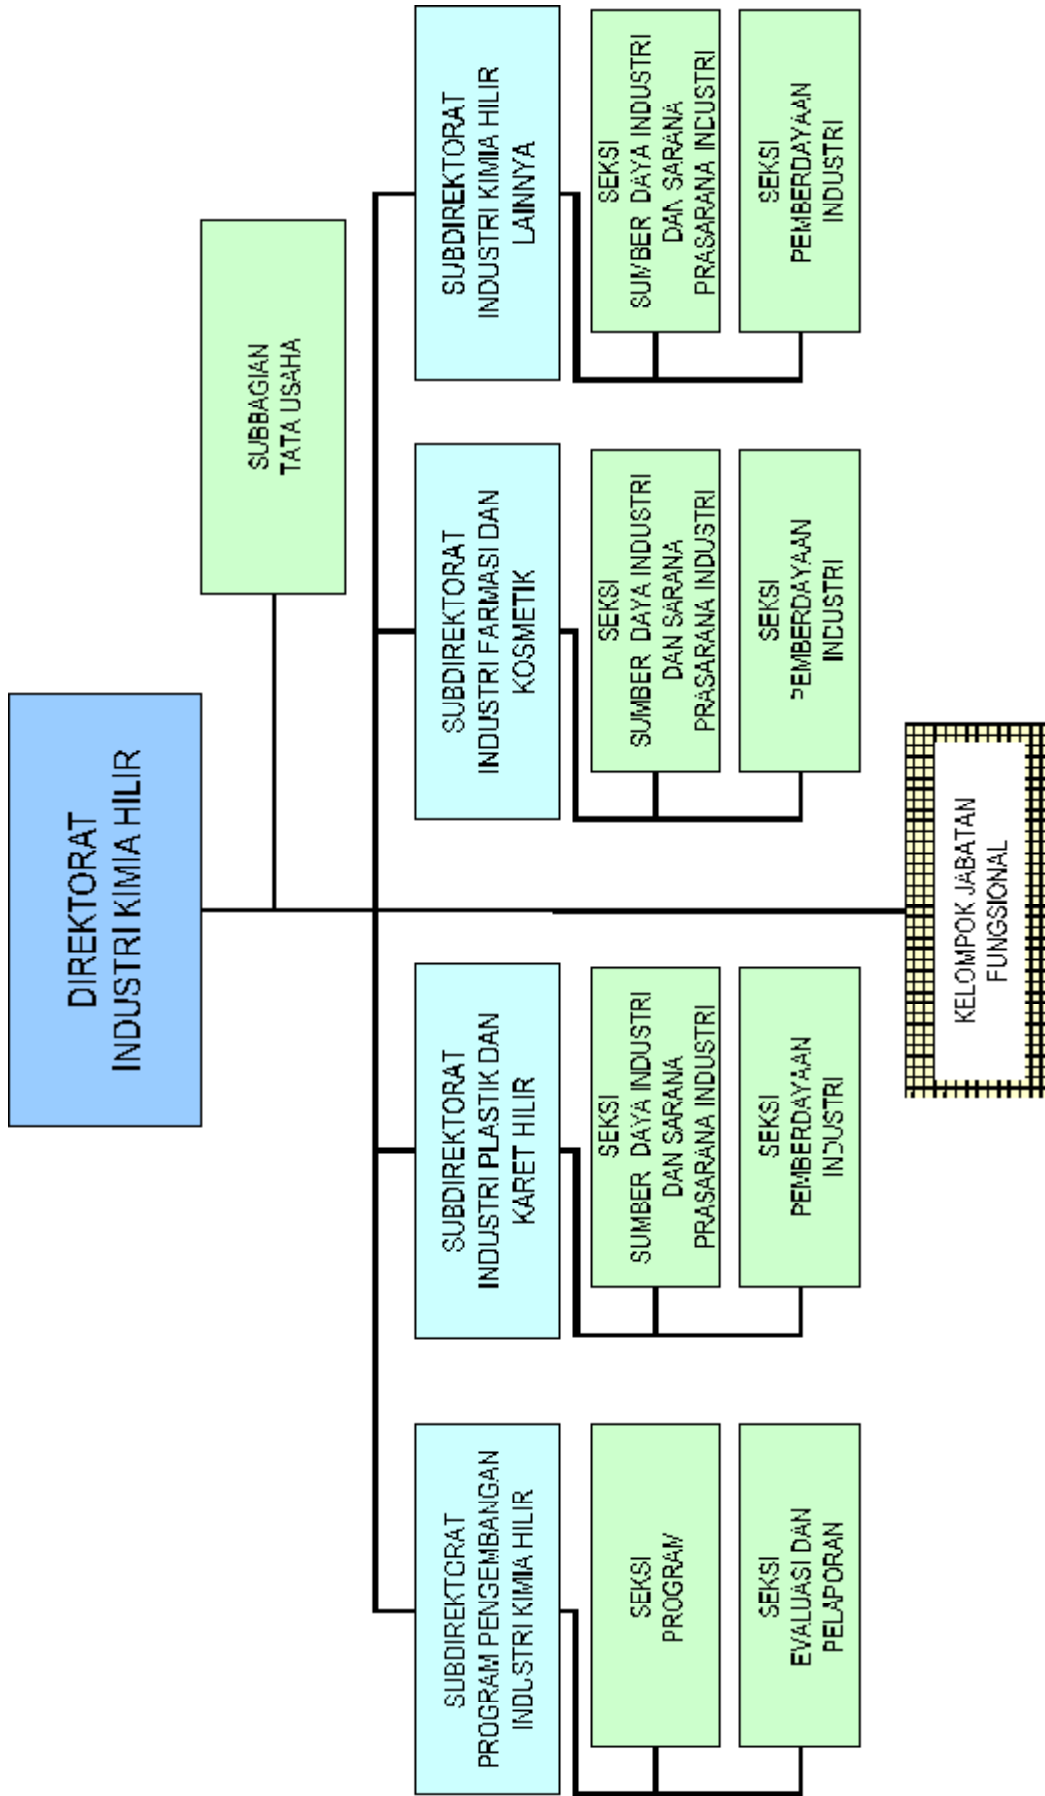 DIREKTORAT
INDUSTRI KIMIA HILIR
SUBBAGIAN
TATA USAHA
SUBDIREKTORAT
PROGRAM PENGEMBANGAN
INDUSTRI KIMIA HILIR
SEKSI
PROGRAM
SEKSI
EVALUASI DAN
PELAPORAN
SUBDIREKTORAT
INDUSTRI PLASTIK DAN
KARET HILIR
SEKSI
SUMBER DAYA INDUSTRI
DAN SARANA
PRASARANA INDUSTRI
SEKSI
PEMBERDAYAAN
INDUSTRI
SUBDIREKTORAT
INDUSTRI FARMASI DAN
KOSMETIK
SEKSI
SUMBER DAYA INDUSTRI
DAN SARANA
PRASARANA INDUSTRI
SEKSI
PEMBERDAYAAN
INDUSTRI
SUBDIREKTORAT
INDUSTRI KIMIA HILIR
LAINNYA
SEKSI
SUMBER DAYA INDUSTRI
DAN SARANA
PRASARANA INDUSTRI
SEKSI
PEMBERDAYAAN
INDUSTRI
KELOMPOK JABATAN
FUNGSIONAL